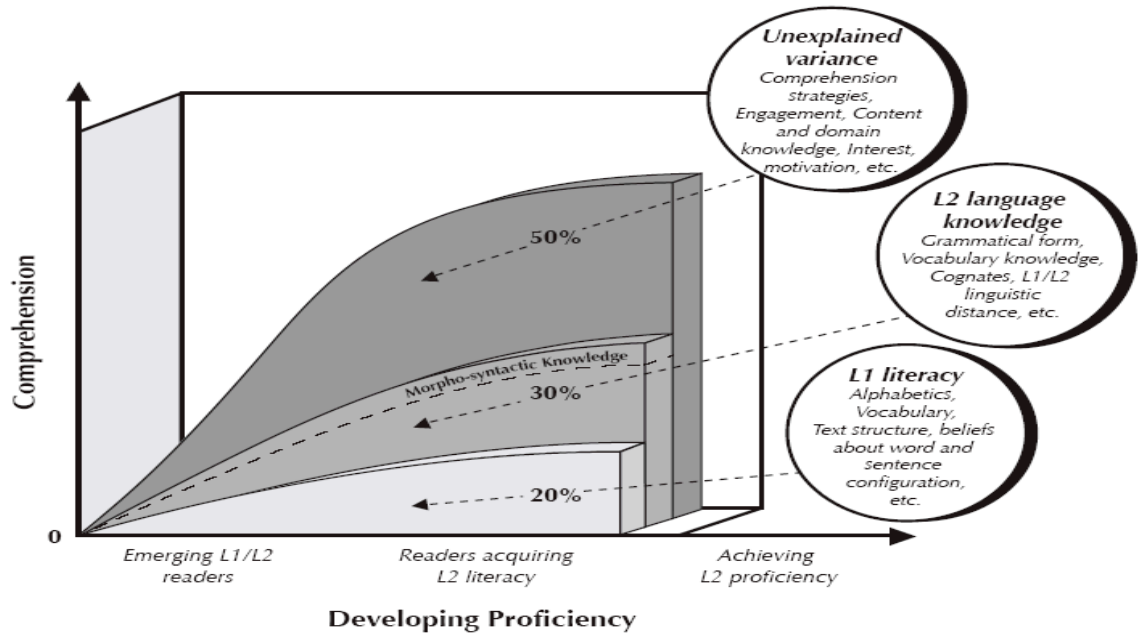 Unexplained
variance
Comprehension
strategies,
Engagement, Content
and domain
knowledge, Interest,
motivation, etc.
L2 language
knowledge
Grammatical form,
Vocabulary knowledge,
Cognates, L1/L2
linguistic
distance, etc.
L1 literacy
Alphabetics,
Vocabulary,
Text structure, beliefs
about word and
sentence
configuration,
etc.
Comprehension
50%
Morpho-syntactic Knowledge
30%
20%
0
Emerging L1/L2
readers
Readers acquiring
L2 literacy
Achieving
L2 proficiency
Developing Proficiency